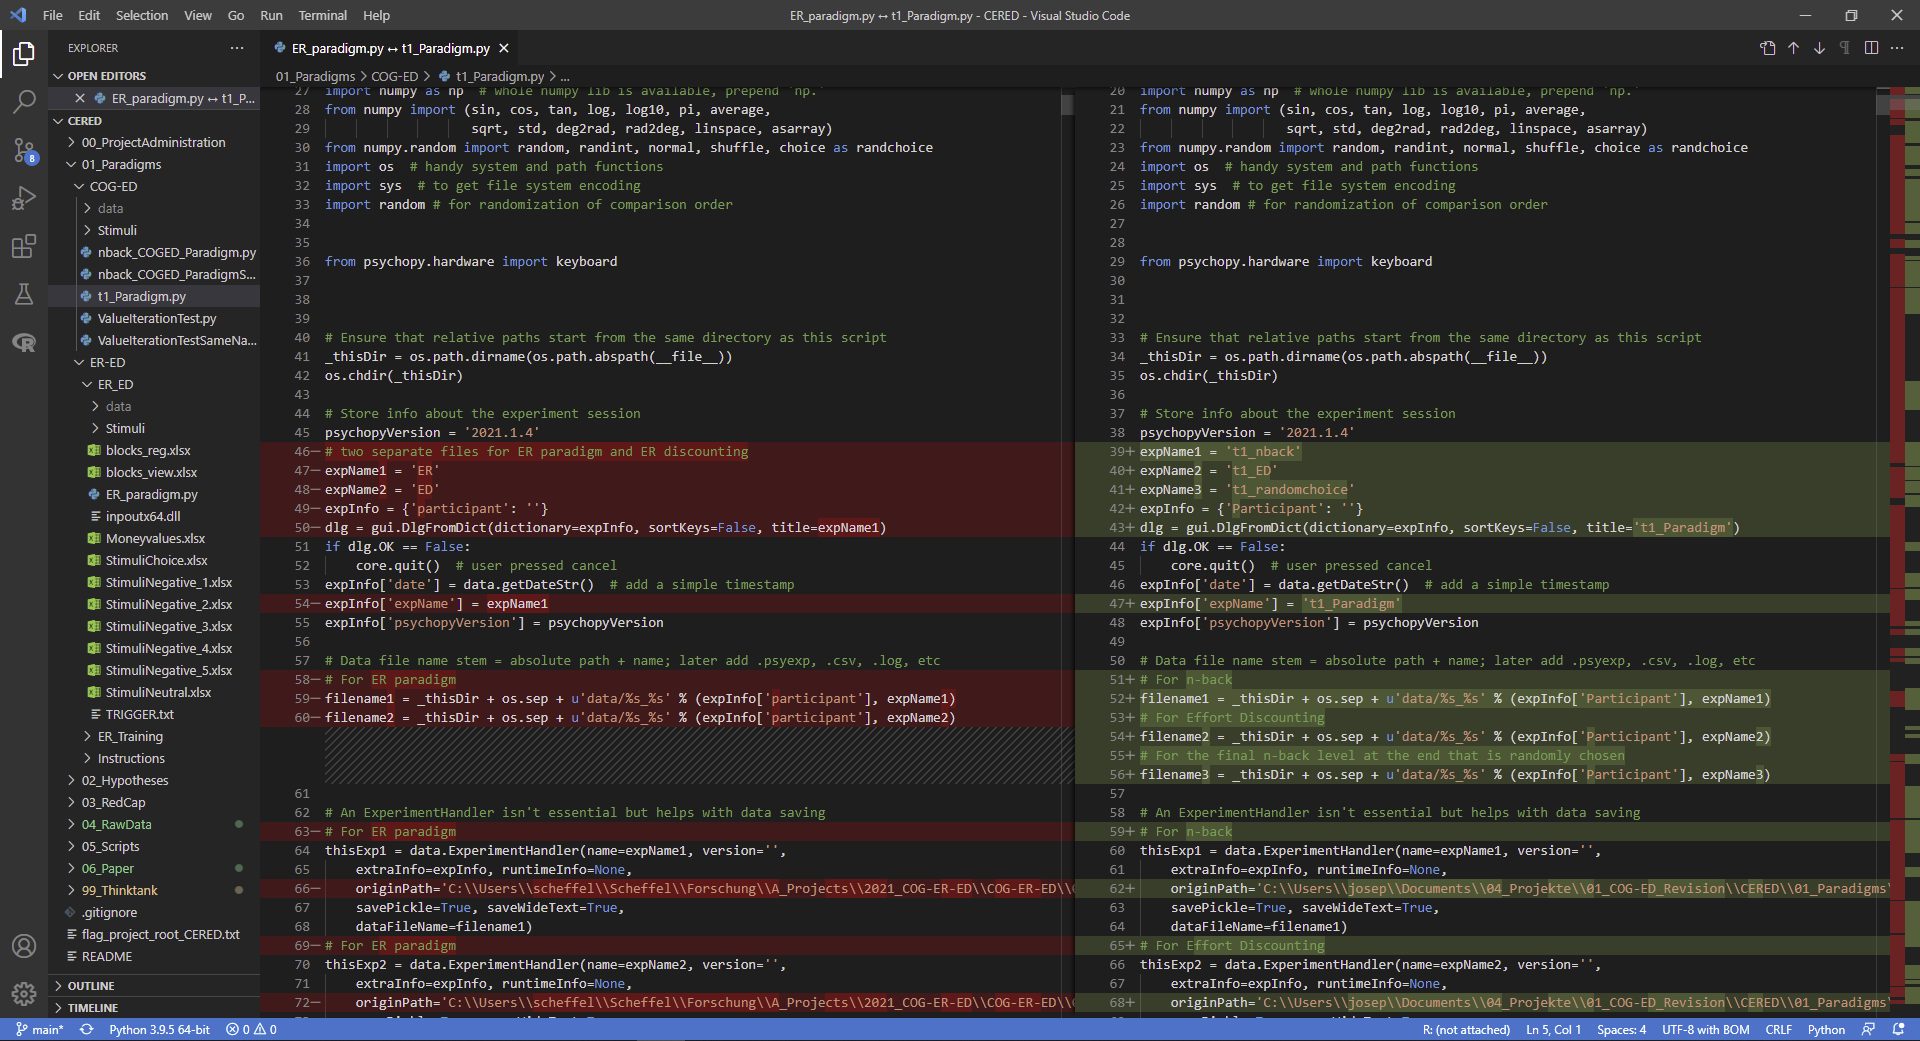 File Edit Selection View Go Run Terminal Help
ER_paradigm.py ↔ t1_Paradigm.py - CERED - Visual Studio Code
EXPLORER
OPEN EDITORS
ER_paradigm.py ↔ t1_P...
CERED
00_ProjectAdministration
01_Paradigms
COG-ED
data
Stimuli
nback_COGED_Paradigm.py
nback_COGED_ParadigmS...
t1_Paradigm.py
ValueIterationTest.py
ValueIterationTestSameNa...
ER-ED
ER_ED
data
Stimuli
blocks_reg.xlsx
blocks_view.xlsx
ER_paradigm.py
inpoutx64.dll
Moneyvalues.xlsx
StimuliChoice.xlsx
StimuliNegative_1.xlsx
StimuliNegative_2.xlsx
StimuliNegative_3.xlsx
StimuliNegative_4.xlsx
StimuliNegative_5.xlsx
StimuliNeutral.xlsx
TRIGGER.txt
ER_Training
Instructions
02_Hypotheses
03_RedCap
04_RawData
05_Scripts
06_Paper
99_Thinktank
.gitignore
flag_project_root_CERED.txt
README
OUTLINE
TIMELINE
8
ER_paradigm.py ↔ t1_Paradigm.py
01_Paradigms > COG-ED > t1_Paradigm.py > ...
27 import numpy as np # whole numpy lib is available, prepend 'np.'
28 from numpy import (sin, cos, tan, log, log10, pi, average,
29 sqrt, std, deg2rad, rad2deg, linspace, asarray)
30 from numpy.random import random, randint, normal, shuffle, choice as randchoice
31 import os # handy system and path functions
32 import sys # to get file system encoding
33 import random # for randomization of comparison order
34
35
36 from psychopy.hardware import keyboard
37
38
39
40 # Ensure that relative paths start from the same directory as this script
41 _thisDir = os.path.dirname(os.path.abspath(__file__))
42 os.chdir(_thisDir)
43
44 # Store info about the experiment session
45 psychopyVersion = '2021.1.4'
46− # two separate files for ER paradigm and ER discounting
47− expName1 = 'ER'
48− expName2 = 'ED'
49− expInfo = {'participant': ''}
50− dlg = gui.DlgFromDict(dictionary=expInfo, sortKeys=False, title=expName1)
51 if dlg.OK == False:
52 core.quit() # user pressed cancel
53 expInfo['date'] = data.getDateStr() # add a simple timestamp
54− expInfo['expName'] = expName1
55 expInfo['psychopyVersion'] = psychopyVersion
56
57 # Data file name stem = absolute path + name; later add .psyexp, .csv, .log, etc
58− # For ER paradigm
59− filename1 = _thisDir + os.sep + u'data/%s_%s' % (expInfo['participant'], expName1)
60− filename2 = _thisDir + os.sep + u'data/%s_%s' % (expInfo['participant'], expName2)
61
62 # An ExperimentHandler isn't essential but helps with data saving
63− # For ER paradigm
64 thisExp1 = data.ExperimentHandler(name=expName1, version='',
65 extraInfo=expInfo, runtimeInfo=None,
66− originPath='C:\\Users\\scheffel\\Scheffel\\Forschung\\A_Projects\\2021_COG-ER-ED\\COG-ER-ED\\
67 savePickle=True, saveWideText=True,
68 dataFileName=filename1)
69− # For ER paradigm
70 thisExp2 = data.ExperimentHandler(name=expName2, version='',
71 extraInfo=expInfo, runtimeInfo=None,
72− originPath='C:\\Users\\scheffel\\Scheffel\\Forschung\\A_Projects\\2021_COG-ER-ED\\COG-ER-ED\\
20 import numpy as np # whole numpy lib is available, prepend 'np.'
21 from numpy import (sin, cos, tan, log, log10, pi, average,
22 sqrt, std, deg2rad, rad2deg, linspace, asarray)
23 from numpy.random import random, randint, normal, shuffle, choice as randchoice
24 import os # handy system and path functions
25 import sys # to get file system encoding
26 import random # for randomization of comparison order
27
28
29 from psychopy.hardware import keyboard
30
31
32
33 # Ensure that relative paths start from the same directory as this script
34 _thisDir = os.path.dirname(os.path.abspath(__file__))
35 os.chdir(_thisDir)
36
37 # Store info about the experiment session
38 psychopyVersion = '2021.1.4'
39+ expName1 = 't1_nback'
40+ expName2 = 't1_ED'
41+ expName3 = 't1_randomchoice'
42+ expInfo = {'Participant': ''}
43+ dlg = gui.DlgFromDict(dictionary=expInfo, sortKeys=False, title='t1_Paradigm')
44 if dlg.OK == False:
45 core.quit() # user pressed cancel
46 expInfo['date'] = data.getDateStr() # add a simple timestamp
47+ expInfo['expName'] = 't1_Paradigm'
48 expInfo['psychopyVersion'] = psychopyVersion
49
50 # Data file name stem = absolute path + name; later add .psyexp, .csv, .log, etc
51+ # For n-back
52+ filename1 = _thisDir + os.sep + u'data/%s_%s' % (expInfo['Participant'], expName1)
53+ # For Effort Discounting
54+ filename2 = _thisDir + os.sep + u'data/%s_%s' % (expInfo['Participant'], expName2)
55+ # For the final n-back level at the end that is randomly chosen
56+ filename3 = _thisDir + os.sep + u'data/%s_%s' % (expInfo['Participant'], expName3)
57
58 # An ExperimentHandler isn't essential but helps with data saving
59+ # For n-back
60 thisExp1 = data.ExperimentHandler(name=expName1, version='',
61 extraInfo=expInfo, runtimeInfo=None,
62+ originPath='C:\\Users\\josep\\Documents\\04_Projekte\\01_COG-ED_Revision\\CERED\\01_Paradigms
63 savePickle=True, saveWideText=True,
64 dataFileName=filename1)
65+ # For Effort Discounting
66 thisExp2 = data.ExperimentHandler(name=expName2, version='',
67 extraInfo=expInfo, runtimeInfo=None,
68+ originPath='C:\\Users\\josep\\Documents\\04_Projekte\\01_COG-ED_Revision\\CERED\\01_Paradigms
main* Python 3.9.5 64-bit 0 0 R: (not attached) Ln 5, Col 1 Spaces: 4 UTF-8 with BOM CRLF Python